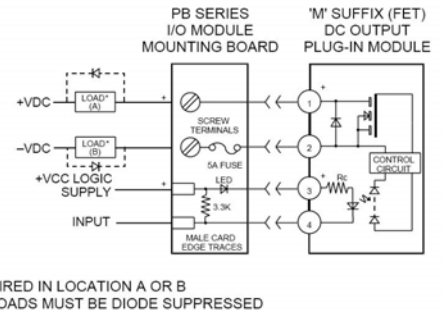 PB SERIES
I/O MODULE
MOUNTING BOARD
'M' SUFFIX (FET)
DC OUTPUT
PLUG-IN MODULE
+VDC
LOAD*
(A)
+
SCREW
TERMINALS
1
+
–VDC
LOAD*
(B)
5A FUSE
2
CONTROL
CIRCUIT
+VCC LOGIC
SUPPLY
+
LED
3.3K
3
+
Rc
INPUT
4
MALE CARD
EDGE TRACES
IRED IN LOCATION A OR B
OADS MUST BE DIODE SUPPRESSED